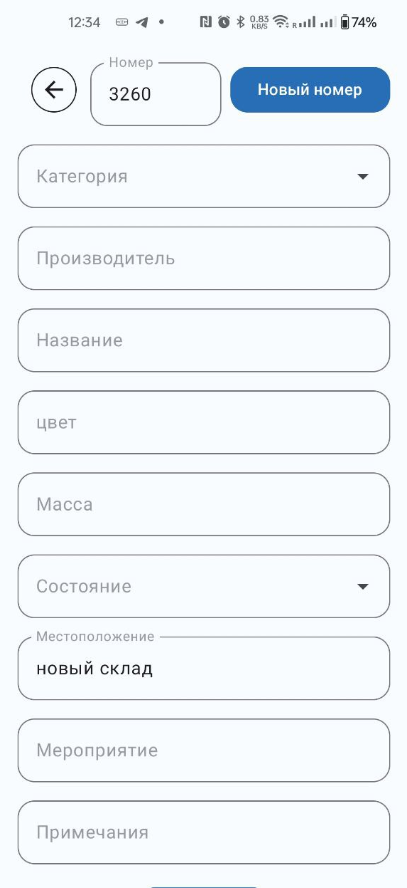 12:34 0.83 KB/S R 74%
Номер
3260
Новый номер
Категория
Производитель
Название
цвет
Масса
Состояние
Местоположение
новый склад
Мероприятие
Примечания